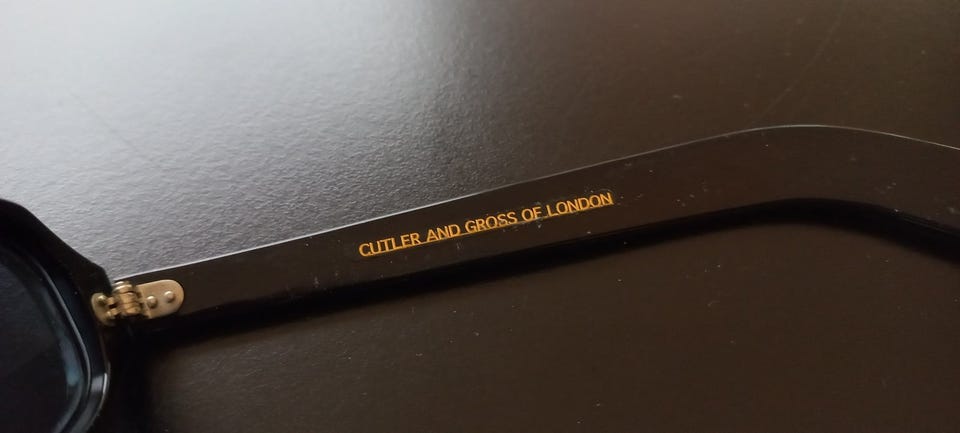 CUTLER AND GROSS OF LONDON